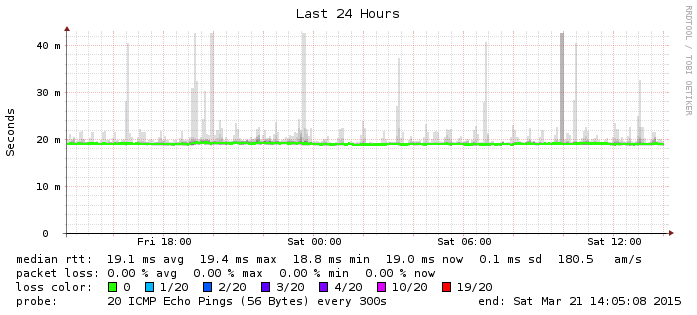 Last 24 Hours
RRDTOOL / TOBI OETIKER
Seconds
40 m
30 m
20 m
10 m
0
Fri 18:00 Sat 00:00 Sat 06:00 Sat 12:00
median rtt: 19.1 ms avg 19.4 ms max 18.8 ms min 19.0 ms now 0.1 ms sd 180.5 am/s
packet loss: 0.00 % avg 0.00 % max 0.00 % min 0.00 % now
loss color: 0 1/20 2/20 3/20 4/20 10/20 19/20
probe: 20 ICMP Echo Pings (56 Bytes) every 300s end: Sat Mar 21 14:05:08 2015